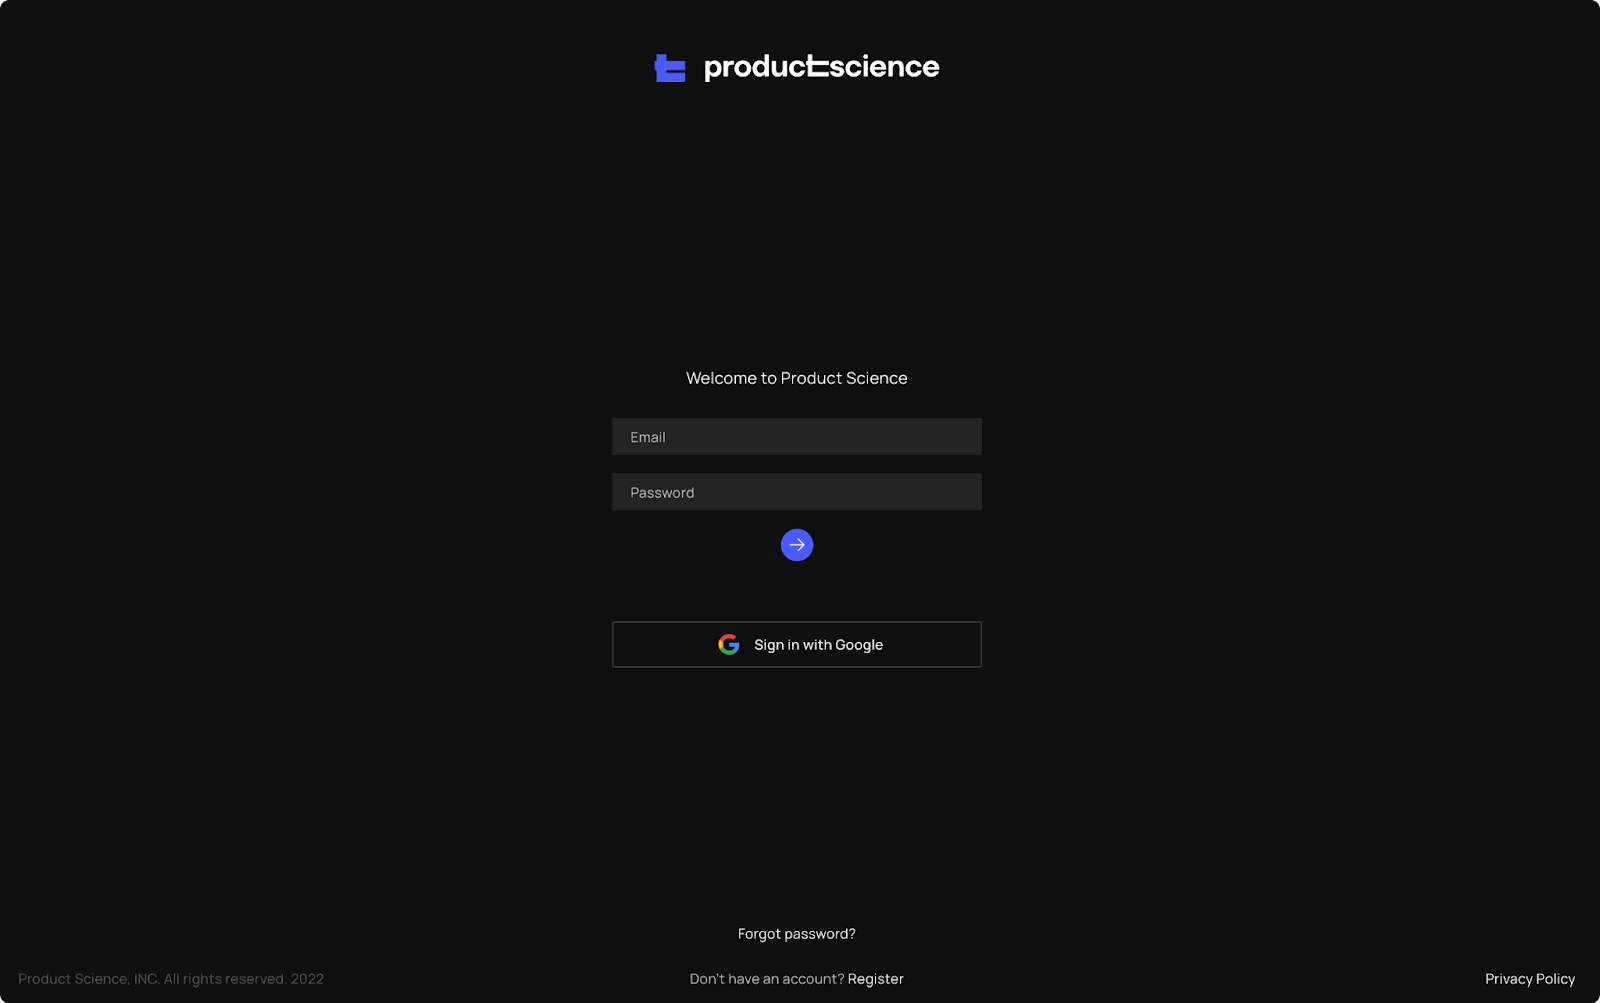 productscience
Welcome to Product Science
Email
Password
Sign in with Google
Forgot password?
Product Science, INC. All rights reserved. 2022
Don't have an account? Register
Privacy Policy